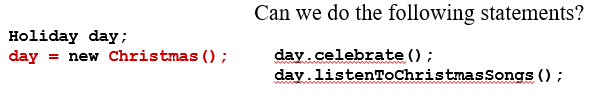 Can we do the following statements?
Holiday day;
day = new Christmas();
day.celebrate();
day.listenToChristmasSongs();